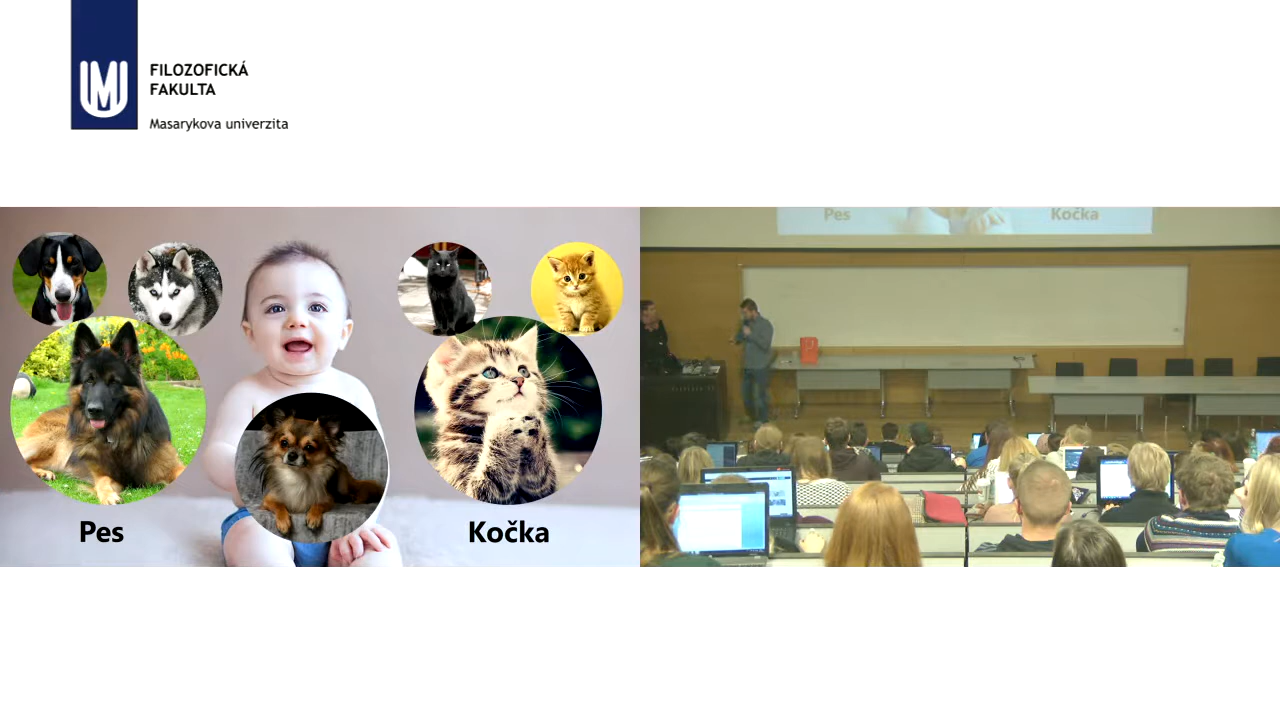 FILOZOFICKÁ
FAKULTA
Masarykova univerzita
Pes
Kočka
Pes
Kočka